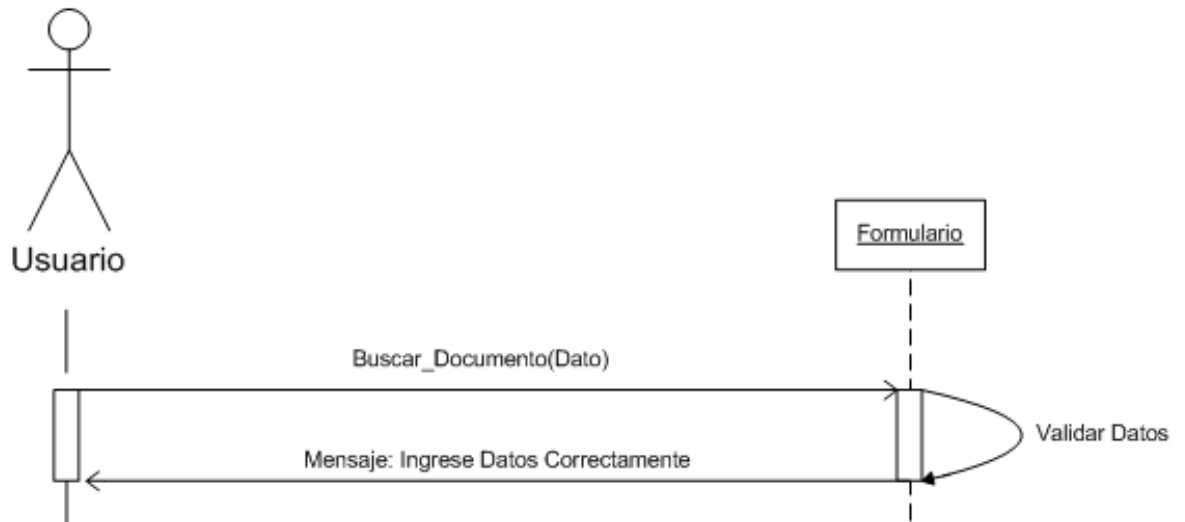 Usuario
Formulario
Buscar_Documento(Dato)
Validar Datos
Mensaje: Ingrese Datos Correctamente